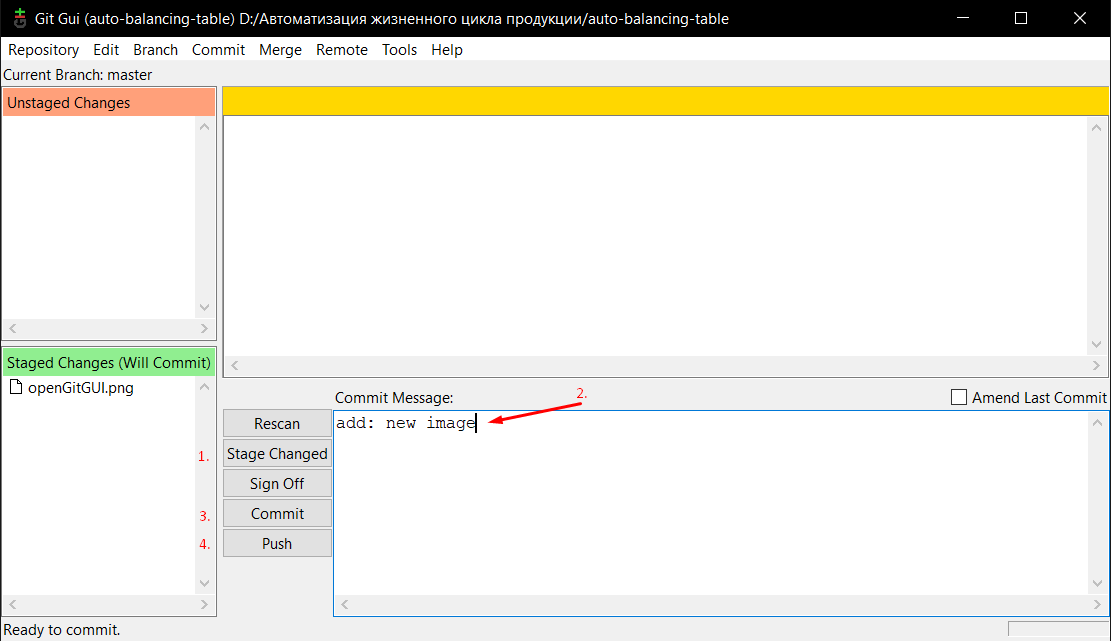 Git Gui (auto-balancing-table) D:/Автоматизация жизненного цикла продукции/auto-balancing-table
Repository Edit Branch Commit Merge Remote Tools Help
Current Branch: master
Unstaged Changes
Staged Changes (Will Commit)
openGitGUI.png
Commit Message:
2.
Amend Last Commit
Rescan
add: new image
1.
Stage Changed
Sign Off
3.
Commit
4.
Push
Ready to commit.